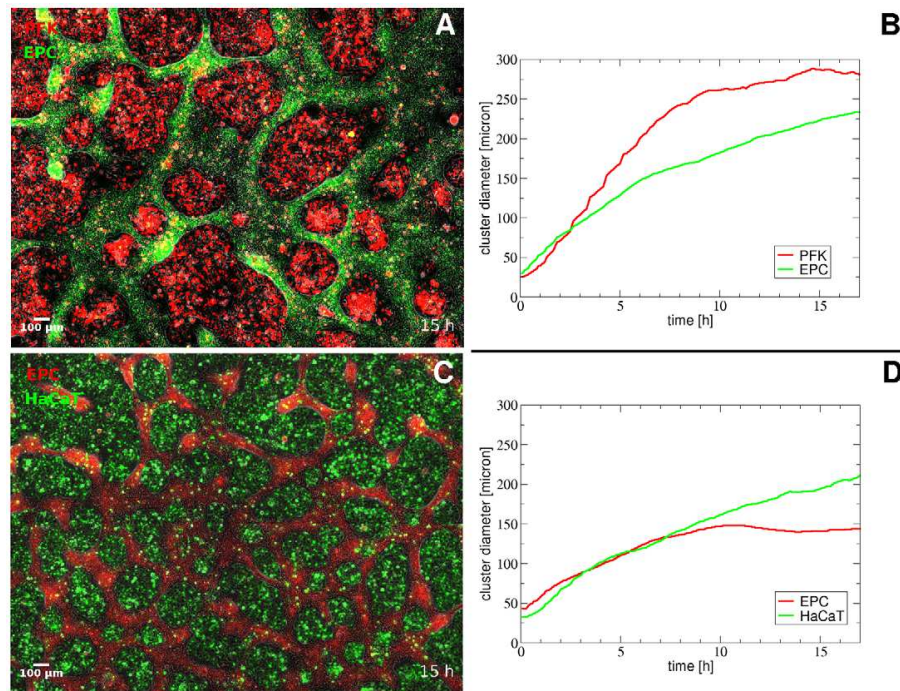 PFK
EPC
A
100 μm
15 h
B
300
250
200
150
100
50
0
cluster diameter [micron]
PFK
EPC
0 5 10 15
time [h]
EPC
HaCaT
C
100 μm
15 h
D
300
250
200
150
100
50
0
cluster diameter [micron]
EPC
HaCaT
0 5 10 15
time [h]